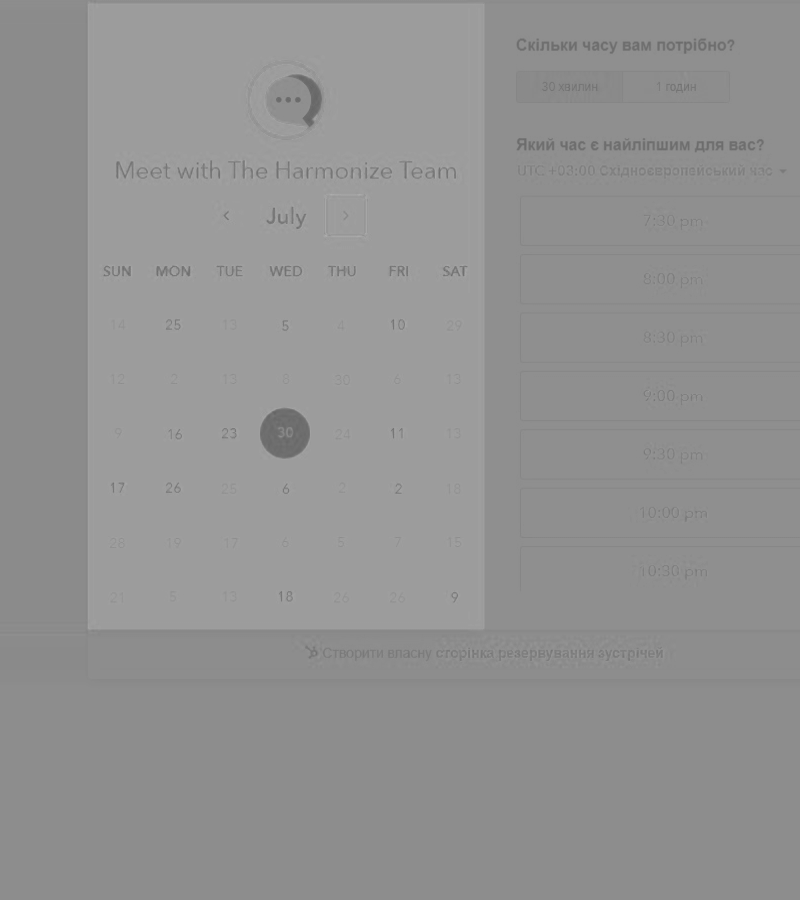 Meet with The Harmonize Team
July
SUN MON TUE WED THU FRI SAT
14 25 13 5 4 10 29
12 2 13 8 30 6 13
9 16 23 30 24 11 13
17 26 25 6 2 2 18
28 19 17 6 5 7 15
21 5 13 18 26 26 9
Скільки часу вам потрібно?
30 хвилин 1 годин
Який час є найліпшим для вас?
UTC +03:00 Східноєвропейський час
7:30 pm
8:00 pm
8:30 pm
9:00 pm
9:30 pm
10:00 pm
10:30 pm
Створити власну сторінка резервування зустрічей